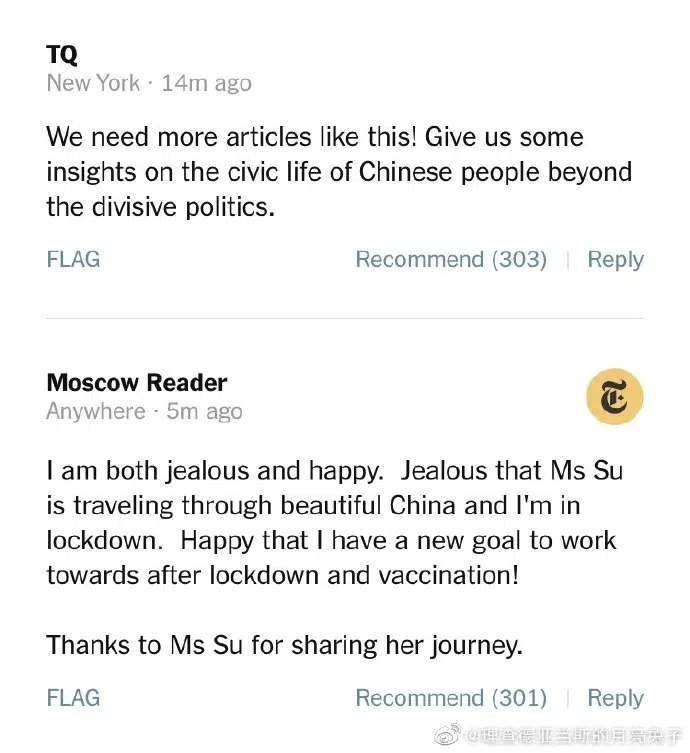 TQ
New York · 14m ago
We need more articles like this! Give us some
insights on the civic life of Chinese people beyond
the divisive politics.
FLAG
Recommend (303) | Reply
Moscow Reader
Anywhere · 5m ago
I am both jealous and happy.  Jealous that Ms Su
is traveling through beautiful China and I'm in
lockdown.  Happy that I have a new goal to work
towards after lockdown and vaccination!
Thanks to Ms Su for sharing her journey.
FLAG
Recommend (301) | Reply
@理查德亚当斯的月亮兔子